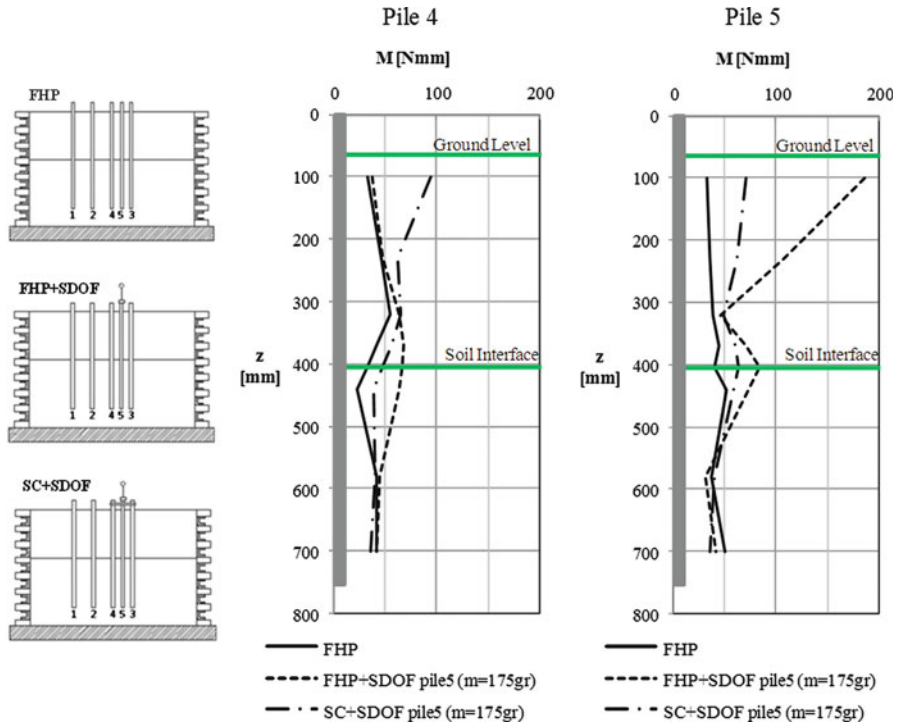 FHP
1 2 4 5 3
FHP+SDOF
1 2 4 5 3
SC+SDOF
1 2 4 5 3
Pile 4
M [Nmm]
0 100 200
0
100
200
300
400
500
600
700
800
z
[mm]
Ground Level
Soil Interface
FHP
FHP+SDOF pile5 (m=175gr)
SC+SDOF pile5 (m=175gr)
Pile 5
M [Nmm]
0 100 200
0
100
200
300
400
500
600
700
800
z
[mm]
Ground Level
Soil Interface
FHP
FHP+SDOF pile5 (m=175gr)
SC+SDOF pile5 (m=175gr)